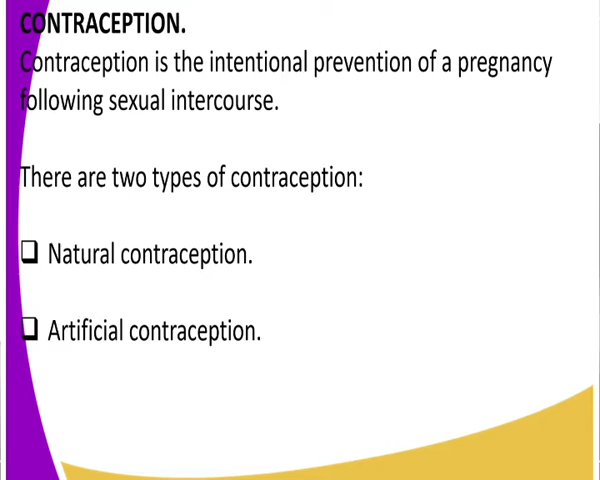 CONTRACEPTION.
Contraception is the intentional prevention of a pregnancy
following sexual intercourse.
There are two types of contraception:
❑ Natural contraception.
❑ Artificial contraception.